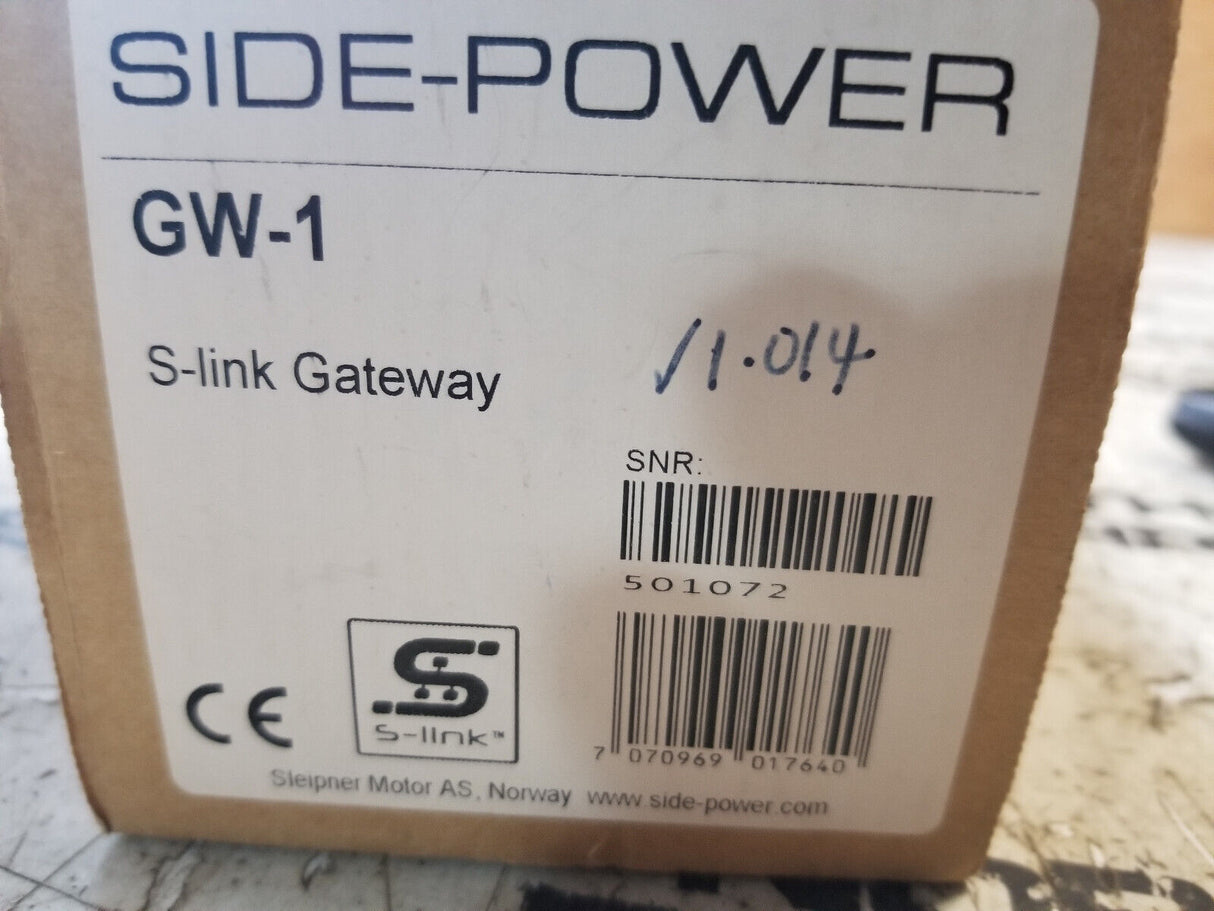 SIDE-POWER
GW-1
S-link Gateway
V1.014
SNR:
501072
CE
S-link™
7 070969 017640
Sleipner Motor AS, Norway www.side-power.com